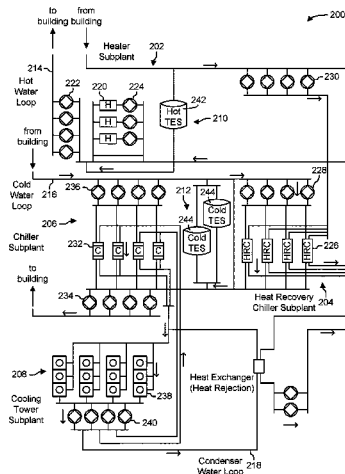 to building
from building
200
Heater Subplant
202
214
222
220
224
230
Hot Water Loop
H
H
H
242
Hot TES
210
from building
216
Cold Water Loop
236
228
212
244
Cold TES
244
Cold TES
206
Chiller Subplant
232
C
C
C
C
HRC
HRC
HRC
HRC
226
to building
234
204
Heat Recovery Chiller Subplant
208
Cooling Tower Subplant
238
240
Heat Exchanger (Heat Rejection)
218
Condenser Water Loop